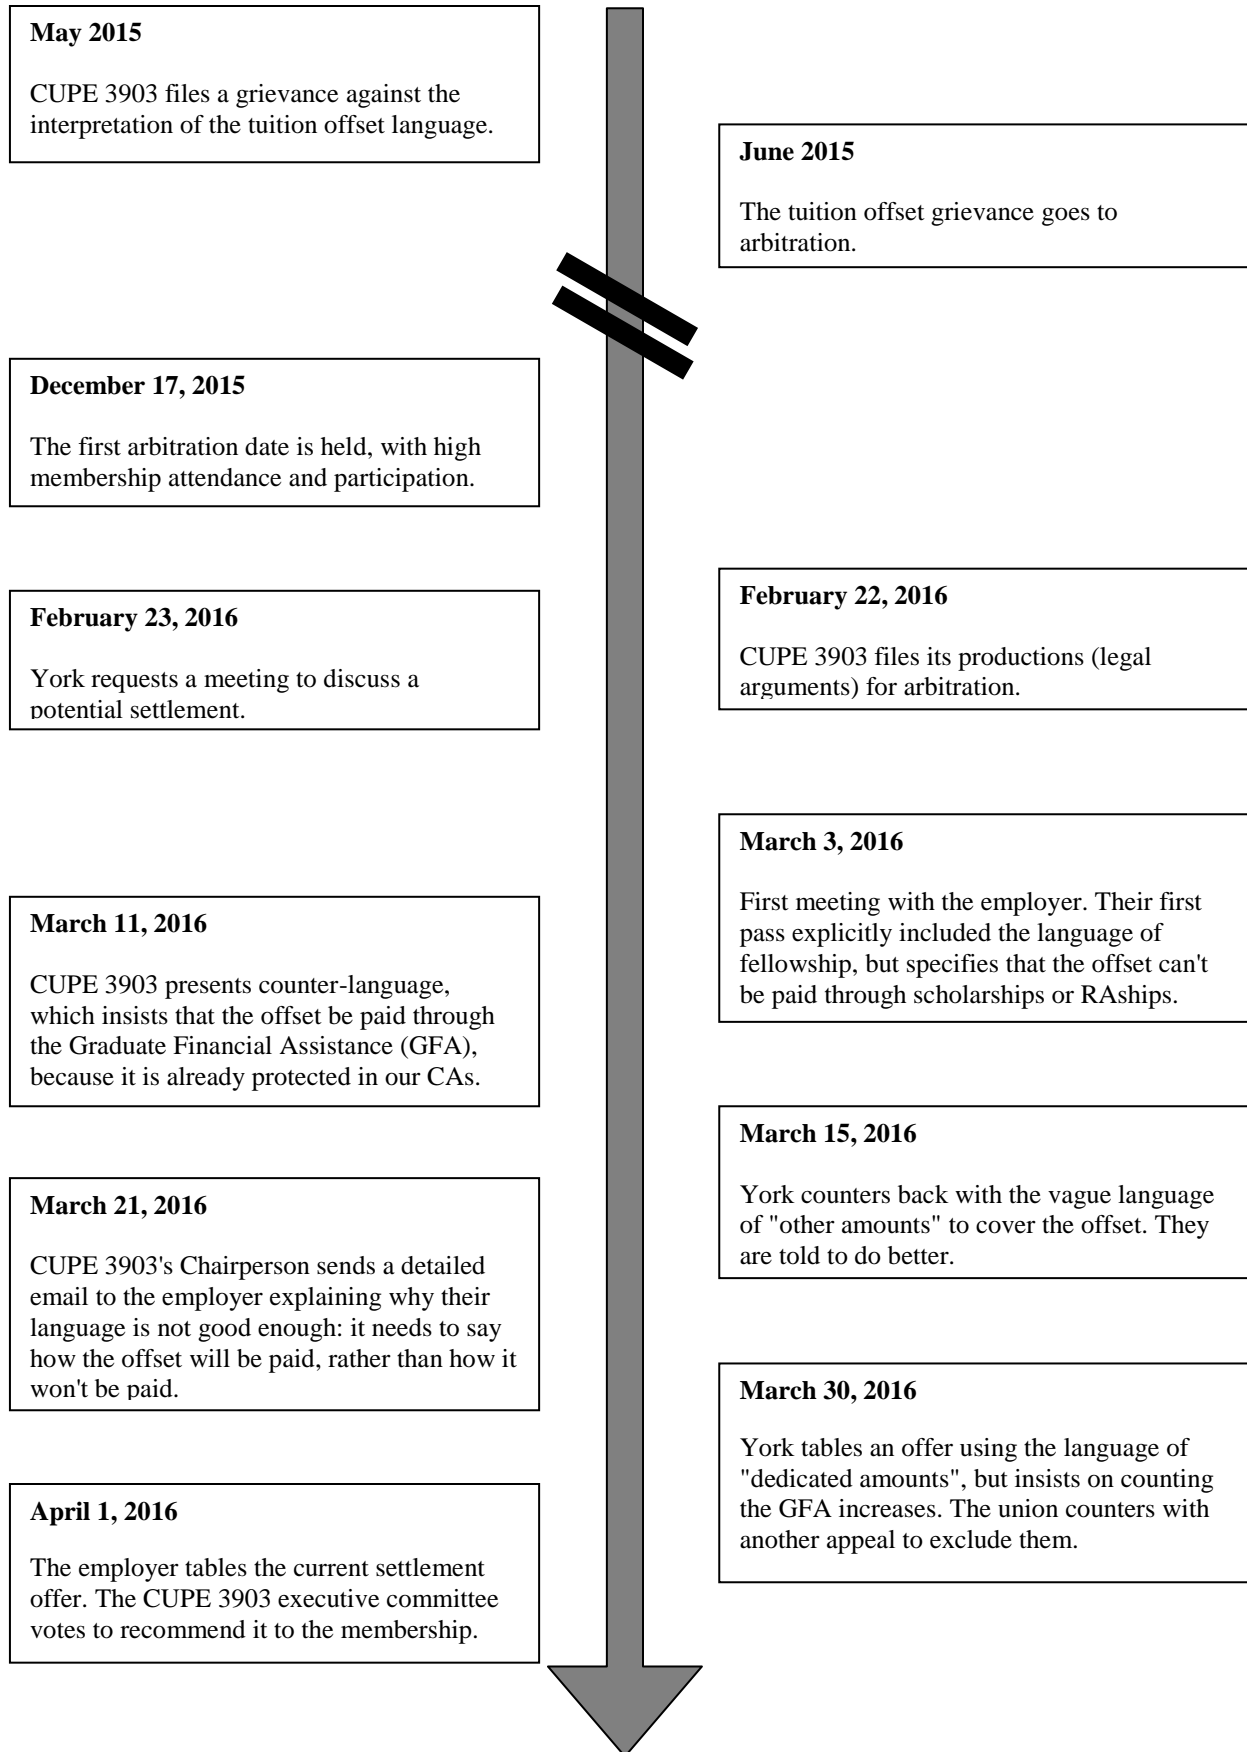 May 2015
CUPE 3903 files a grievance against the
interpretation of the tuition offset language.
June 2015
The tuition offset grievance goes to
arbitration.
December 17, 2015
The first arbitration date is held, with high
membership attendance and participation.
February 22, 2016
CUPE 3903 files its productions (legal
arguments) for arbitration.
February 23, 2016
York requests a meeting to discuss a
potential settlement.
March 3, 2016
First meeting with the employer. Their first
pass explicitly included the language of
fellowship, but specifies that the offset can't
be paid through scholarships or RAships.
March 11, 2016
CUPE 3903 presents counter-language,
which insists that the offset be paid through
the Graduate Financial Assistance (GFA),
because it is already protected in our CAs.
March 15, 2016
York counters back with the vague language
of "other amounts" to cover the offset. They
are told to do better.
March 21, 2016
CUPE 3903's Chairperson sends a detailed
email to the employer explaining why their
language is not good enough: it needs to say
how the offset will be paid, rather than how it
won't be paid.
March 30, 2016
York tables an offer using the language of
"dedicated amounts", but insists on counting
the GFA increases. The union counters with
another appeal to exclude them.
April 1, 2016
The employer tables the current settlement
offer. The CUPE 3903 executive committee
votes to recommend it to the membership.